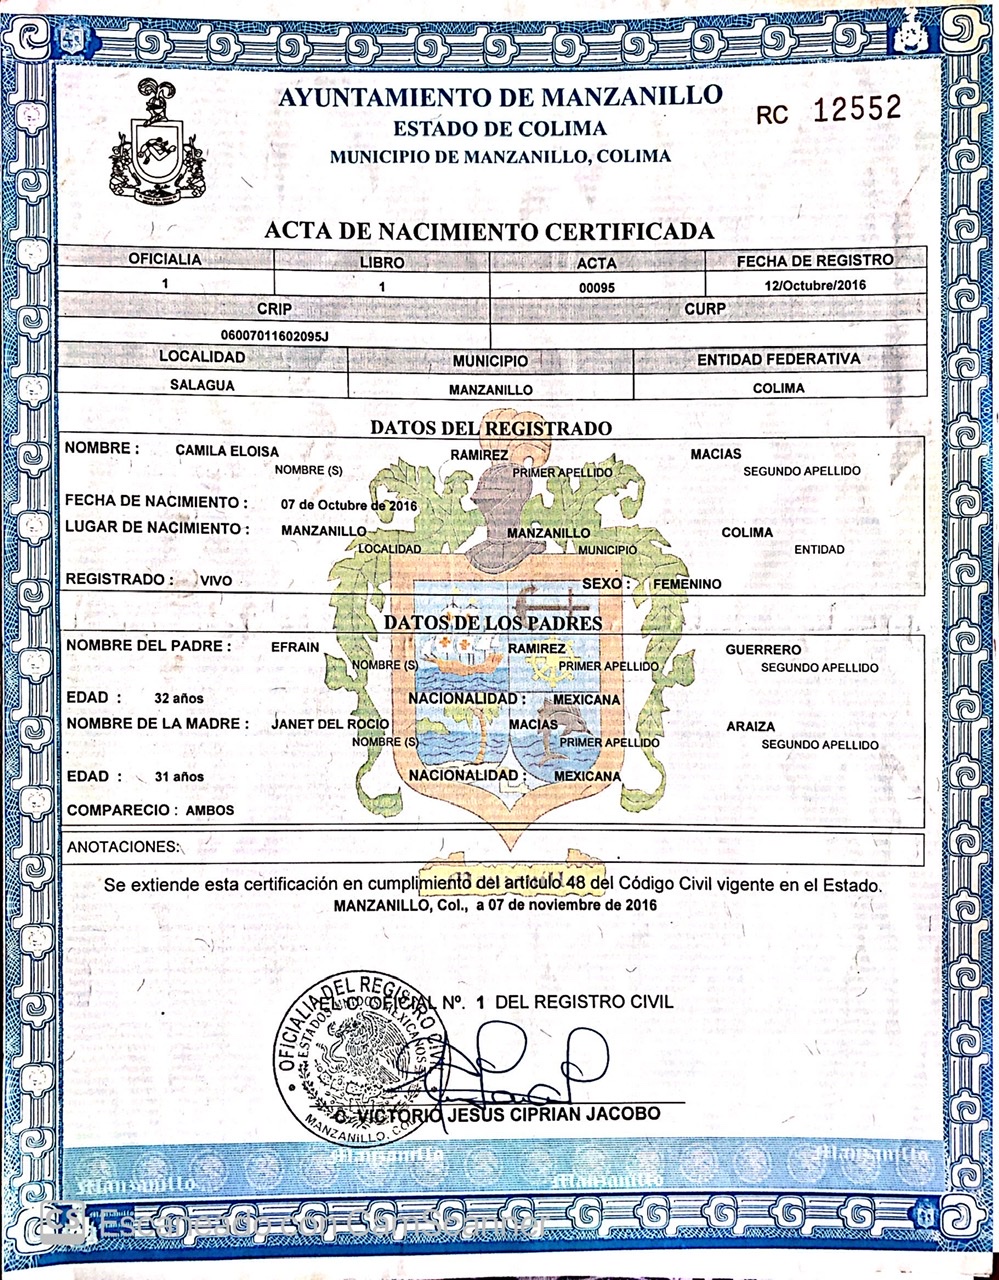 AYUNTAMIENTO DE MANZANILLO
RC 12552
ESTADO DE COLIMA
MUNICIPIO DE MANZANILLO, COLIMA
ACTA DE NACIMIENTO CERTIFICADA
OFICIALIA LIBRO ACTA FECHA DE REGISTRO
1 1 00095 12/Octubre/2016
CRIP CURP
06007011602095J
LOCALIDAD MUNICIPIO ENTIDAD FEDERATIVA
SALAGUA MANZANILLO COLIMA
DATOS DEL REGISTRADO
NOMBRE : CAMILA ELOISA RAMIREZ MACIAS
NOMBRE (S) PRIMER APELLIDO SEGUNDO APELLIDO
FECHA DE NACIMIENTO : 07 de Octubre de 2016
LUGAR DE NACIMIENTO : MANZANILLO MANZANILLO COLIMA
LOCALIDAD MUNICIPIO ENTIDAD
REGISTRADO : VIVO SEXO : FEMENINO
DATOS DE LOS PADRES
NOMBRE DEL PADRE : EFRAIN RAMIREZ GUERRERO
NOMBRE (S) PRIMER APELLIDO SEGUNDO APELLIDO
EDAD : 32 años NACIONALIDAD : MEXICANA
NOMBRE DE LA MADRE : JANET DEL ROCIO MACIAS ARAIZA
NOMBRE (S) PRIMER APELLIDO SEGUNDO APELLIDO
EDAD : 31 años NACIONALIDAD : MEXICANA
COMPARECIO : AMBOS
ANOTACIONES:
Se extiende esta certificación en cumplimiento del artículo 48 del Código Civil vigente en el Estado.
MANZANILLO, Col., a 07 de noviembre de 2016
EL C. OFICIAL Nº. 1 DEL REGISTRO CIVIL
OFICIALIA DEL REGISTRO CIVIL
ESTADOS UNIDOS MEXICANOS
MANZANILLO, COL.
C. VICTORIO JESUS CIPRIAN JACOBO
Manzanillo Manzanillo
Manzanillo Manzanillo
Escaneado con CamScanner